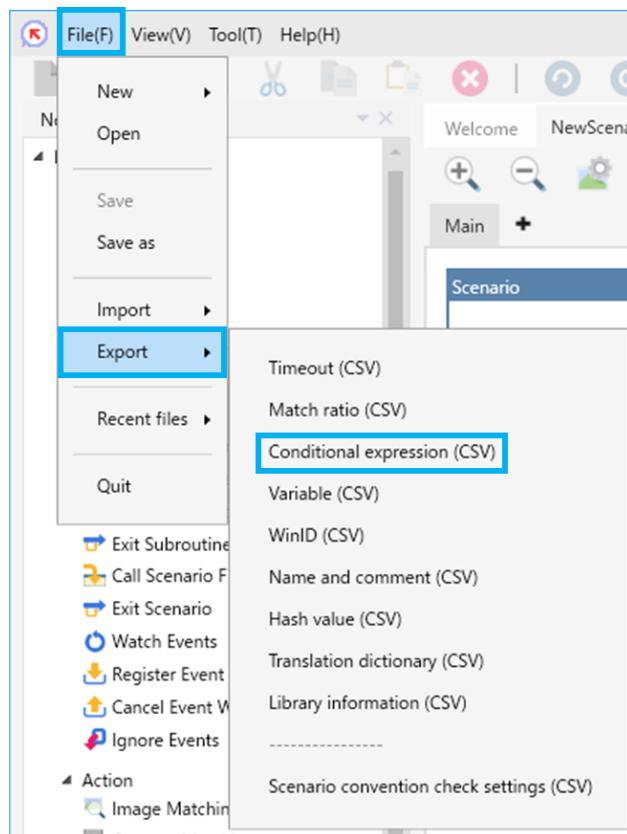 File(F) View(V) Tool(T) Help(H)
New
Open
Save
Save as
Import
Export
Recent files
Quit
Welcome
Main
Scenario
Timeout (CSV)
Match ratio (CSV)
Conditional expression (CSV)
Variable (CSV)
WinID (CSV)
Name and comment (CSV)
Hash value (CSV)
Translation dictionary (CSV)
Library information (CSV)
----------------
Scenario convention check settings (CSV)
Exit Subroutine
Call Scenario F
Exit Scenario
Watch Events
Register Event
Cancel Event W
Ignore Events
Action
Image Matchin